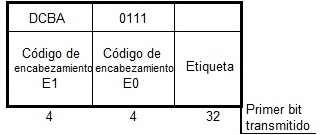 DCBA 0111
Código de Código de
encabezamiento encabezamiento Etiqueta
E1 E0
4 4 32
Primer bit
transmitido